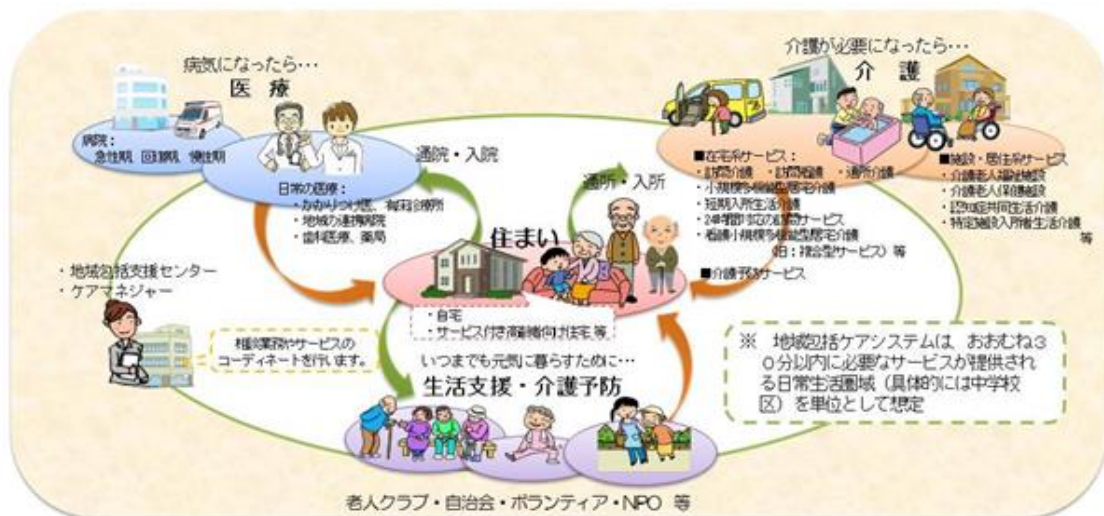 病気になったら…
医療
病院：
急性期、回復期、慢性期
日常の医療：
・かかりつけ医、有床診療所
・地域の連携病院
・歯科医療、薬局
通院・入院
介護が必要になったら…
介護
通所・入所
■在宅系サービス：
・訪問介護 ・訪問看護 ・通所介護
・小規模多機能型居宅介護
・短期入所生活介護
・24時間対応の訪問サービス
・看護小規模多機能型居宅介護
（旧：複合型サービス）等
■介護予防サービス
■施設・居住系サービス
・介護老人福祉施設
・介護老人保健施設
・認知症共同生活介護
・特定施設入所者生活介護
等
住まい
・自宅
・サービス付き高齢者向け住宅 等
・地域包括支援センター
・ケアマネジャー
相談業務やサービスの
コーディネートを行います。
いつまでも元気に暮らすために…
生活支援・介護予防
老人クラブ・自治会・ボランティア・NPO 等
※ 地域包括ケアシステムは、おおむね３
０分以内に必要なサービスが提供され
る日常生活圏域（具体的には中学校
区）を単位として想定